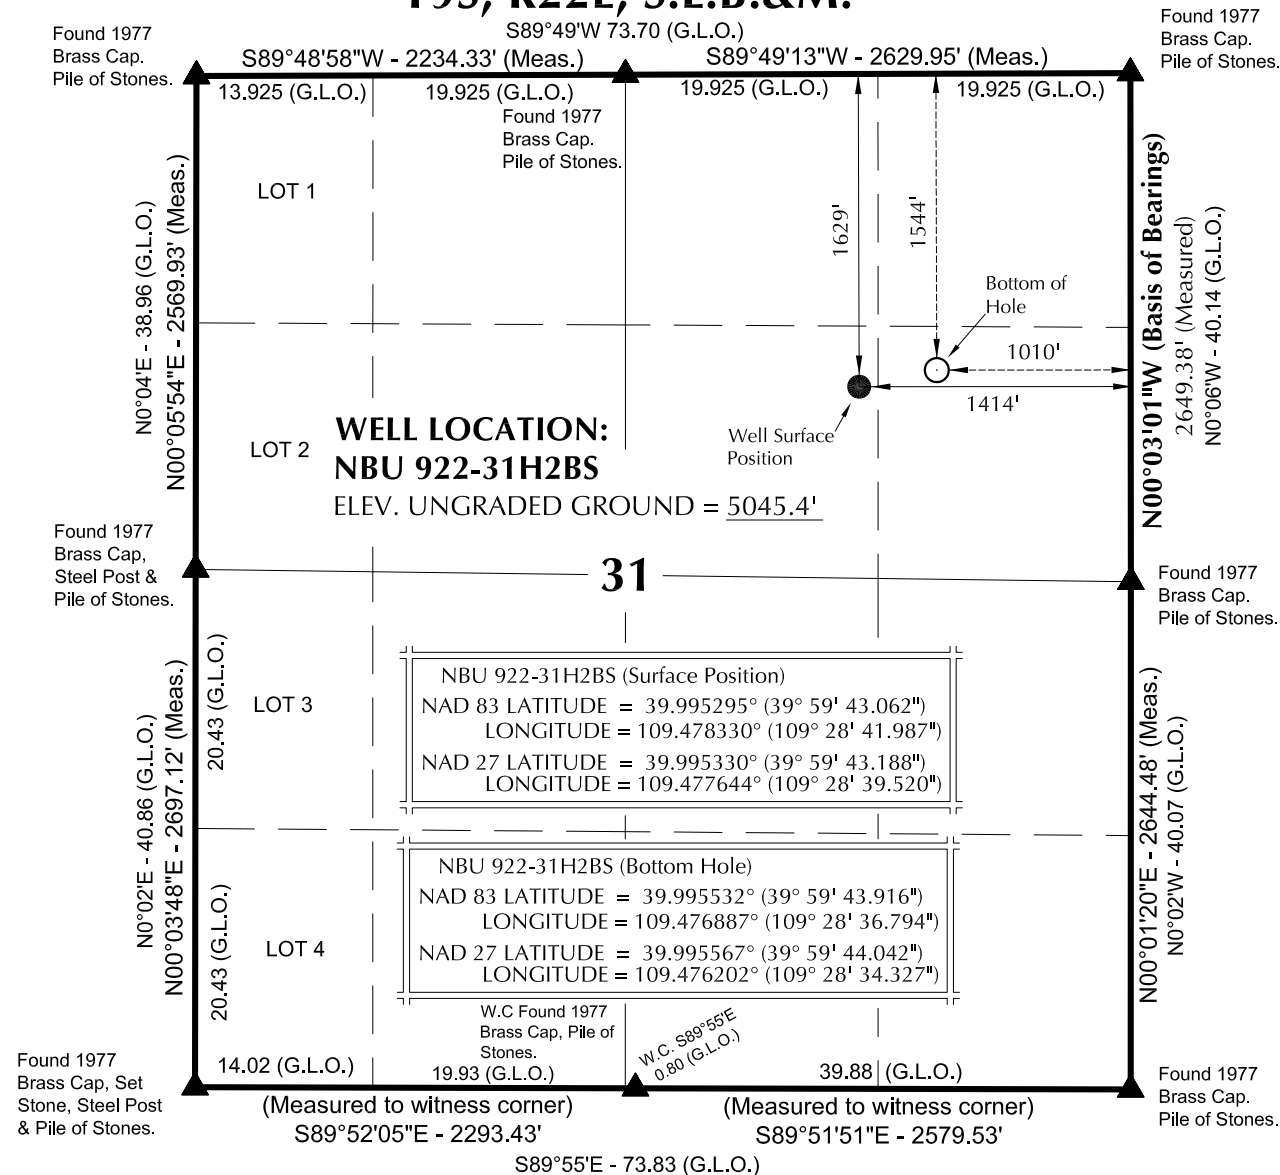 T9S, R22E, S.L.B.&M.
S89°49'W 73.70 (G.L.O.)
Found 1977
Brass Cap.
Pile of Stones.
S89°48'58"W - 2234.33' (Meas.)
S89°49'13"W - 2629.95' (Meas.)
Found 1977
Brass Cap.
Pile of Stones.
13.925 (G.L.O.)
19.925 (G.L.O.)
19.925 (G.L.O.)
19.925 (G.L.O.)
Found 1977
Brass Cap.
Pile of Stones.
LOT 1
N0°04'E - 38.96 (G.L.O.)
N00°05'54"E - 2569.93' (Meas.)
1629'
1544'
Bottom of
Hole
1010'
1414'
N00°03'01"W (Basis of Bearings)
2649.38' (Measured)
N0°06'W - 40.14 (G.L.O.)
WELL LOCATION:
NBU 922-31H2BS
ELEV. UNGRADED GROUND = 5045.4'
LOT 2
Well Surface
Position
Found 1977
Brass Cap,
Steel Post &
Pile of Stones.
31
Found 1977
Brass Cap.
Pile of Stones.
LOT 3
20.43 (G.L.O.)
N0°02'E - 40.86 (G.L.O.)
N00°03'48"E - 2697.12' (Meas.)
NBU 922-31H2BS (Surface Position)
NAD 83 LATITUDE = 39.995295° (39° 59' 43.062")
LONGITUDE = 109.478330° (109° 28' 41.987")
NAD 27 LATITUDE = 39.995330° (39° 59' 43.188")
LONGITUDE = 109.477644° (109° 28' 39.520")
N00°01'20"E - 2644.48' (Meas.)
N0°02'W - 40.07 (G.L.O.)
NBU 922-31H2BS (Bottom Hole)
NAD 83 LATITUDE = 39.995532° (39° 59' 43.916")
LONGITUDE = 109.476887° (109° 28' 36.794")
NAD 27 LATITUDE = 39.995567° (39° 59' 44.042")
LONGITUDE = 109.476202° (109° 28' 34.327")
LOT 4
20.43 (G.L.O.)
W.C Found 1977
Brass Cap, Pile of
Stones.
W.C. S89°55'E
0.80 (G.L.O.)
Found 1977
Brass Cap, Set
Stone, Steel Post
& Pile of Stones.
14.02 (G.L.O.)
19.93 (G.L.O.)
39.88 (G.L.O.)
Found 1977
Brass Cap.
Pile of Stones.
(Measured to witness corner)
S89°52'05"E - 2293.43'
(Measured to witness corner)
S89°51'51"E - 2579.53'
S89°55'E - 73.83 (G.L.O.)